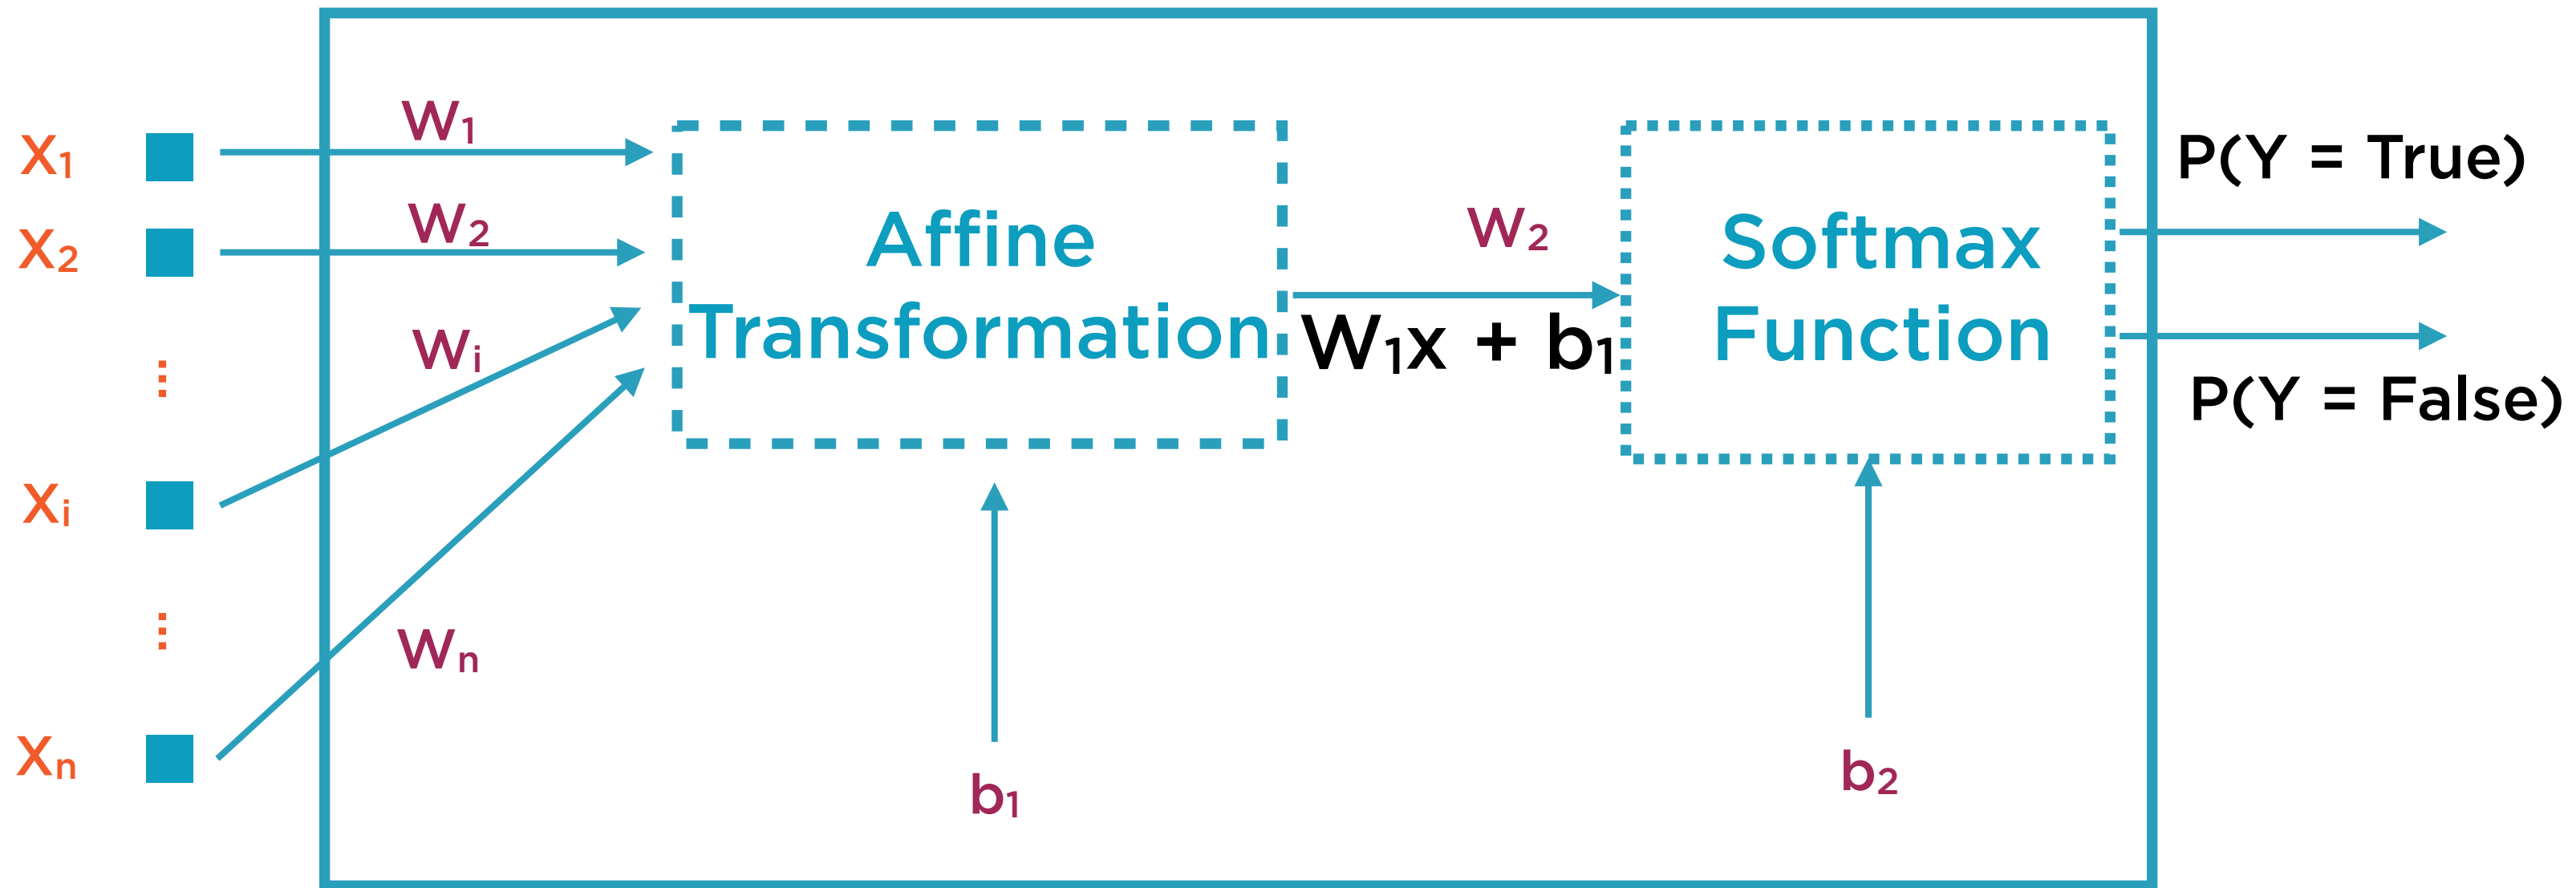 X₁
W₁
X₂
W₂
Wᵢ
⋮
Xᵢ
⋮
Wₙ
Xₙ
Affine
Transformation
b₁
W₂
W₁x + b₁
Softmax
Function
b₂
P(Y = True)
P(Y = False)